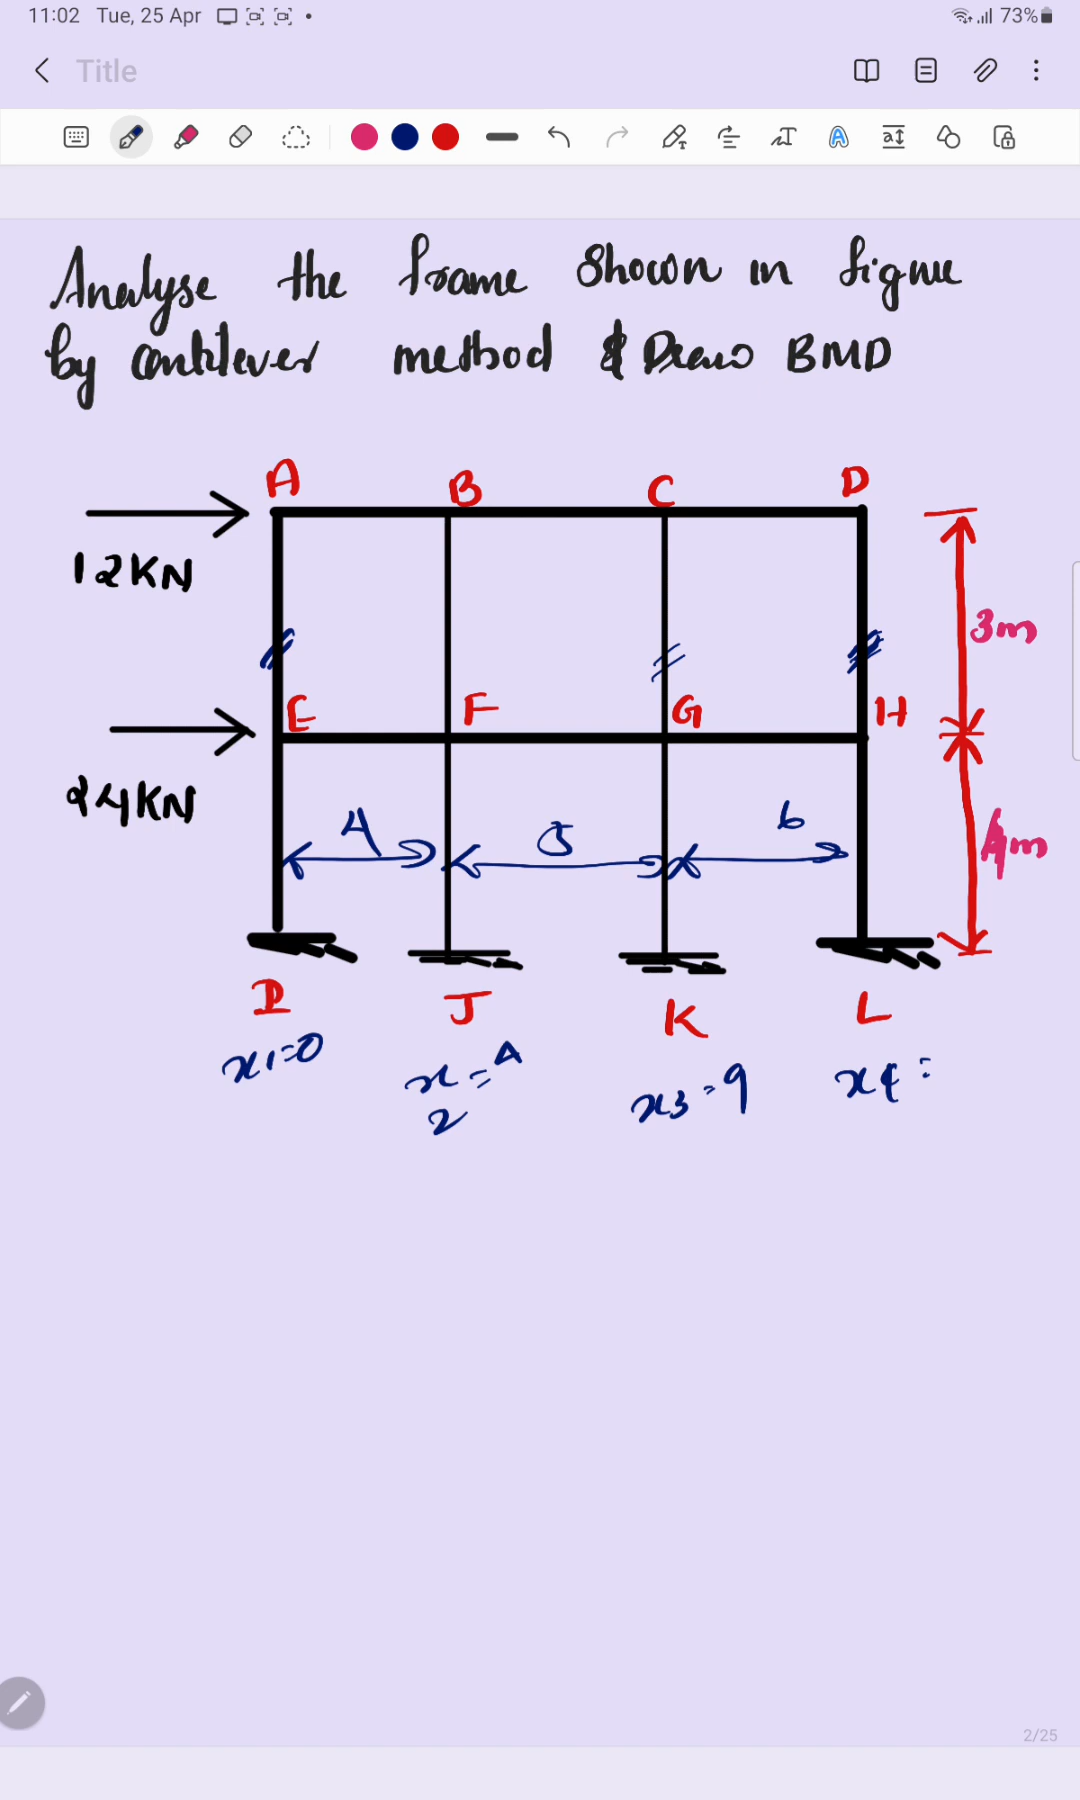 11:02 Tue, 25 Apr
73%
Title
Analyse the frame shown in figure
by cantilever method & Draw BMD
A B C D
12KN
3m
E F G H
24KN
4 5 6
4m
I J K L
x1=0
x2=4
x3=9
x4=
2/25